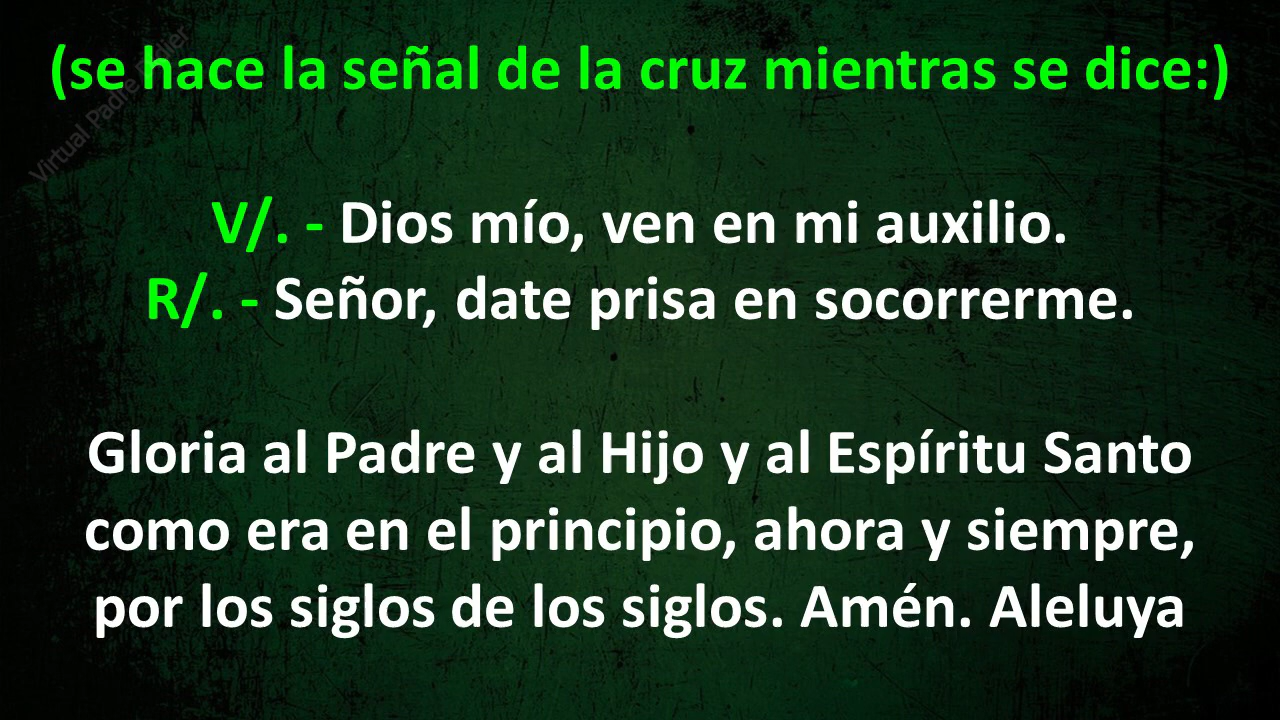 (se hace la señal de la cruz mientras se dice:)
Virtual Padre
V/. - Dios mío, ven en mi auxilio.
R/. - Señor, date prisa en socorrerme.
Gloria al Padre y al Hijo y al Espíritu Santo
como era en el principio, ahora y siempre,
por los siglos de los siglos. Amén. Aleluya